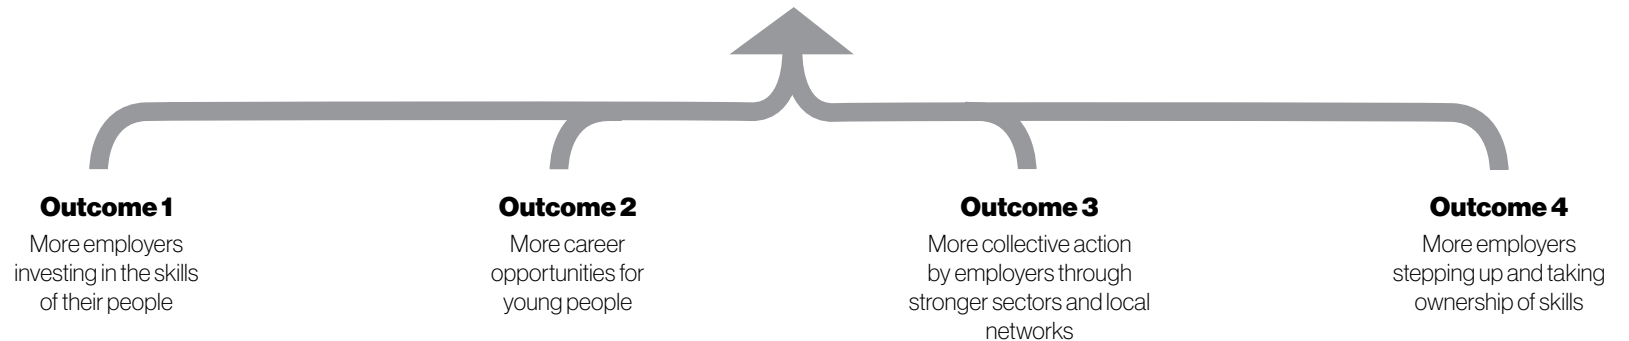 Outcome 1
More employers
investing in the skills
of their people
Outcome 2
More career
opportunities for
young people
Outcome 3
More collective action
by employers through
stronger sectors and local
networks
Outcome 4
More employers
stepping up and taking
ownership of skills